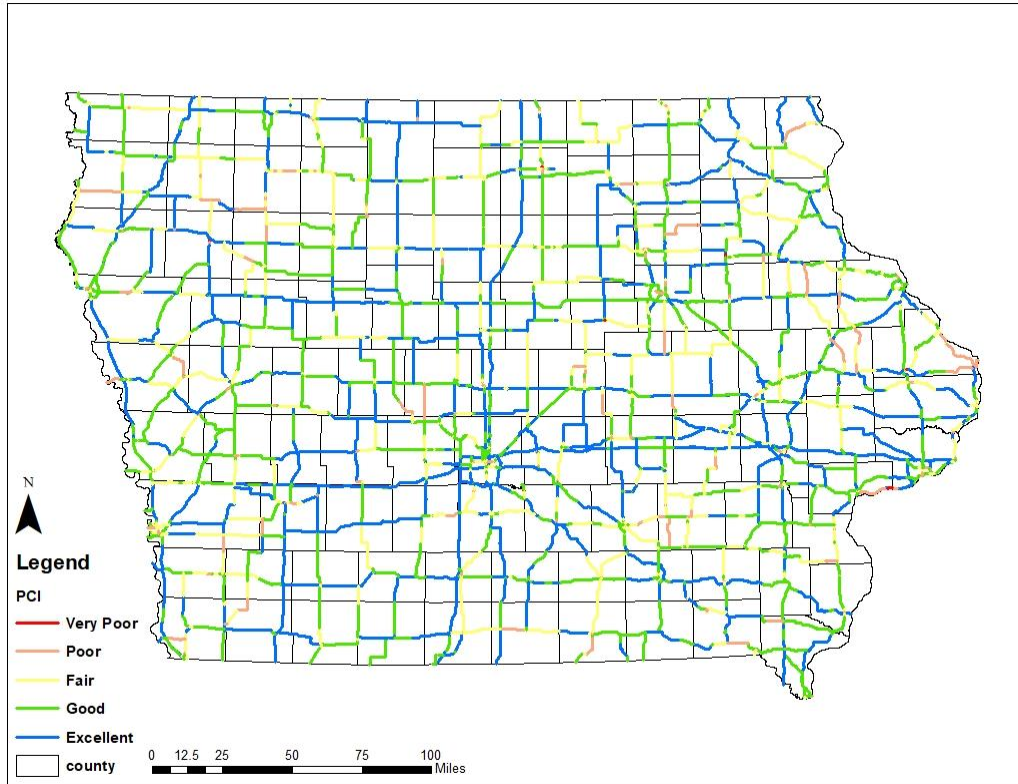 N
Legend
PCI
Very Poor
Poor
Fair
Good
Excellent
county
0 12.5 25 50 75 100
Miles